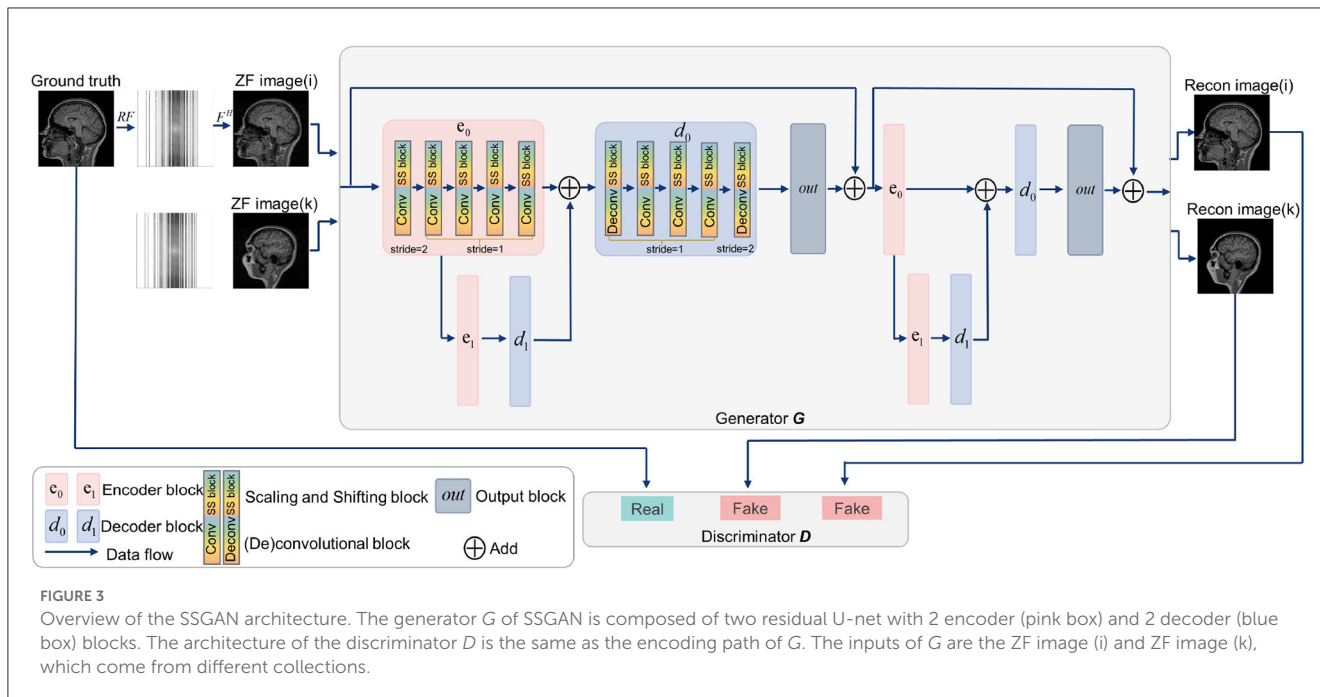 Ground truth
ZF image(i)
RF
F^H
ZF image(k)
e₀
SS block SS block SS block SS block SS block
Conv Conv Conv Conv Conv
stride=2 stride=1
d₀
SS block SS block SS block SS block SS block
Deconv Conv Conv Conv Deconv
stride=1 stride=2
out
e₀
d₀
out
e₁
d₁
e₁
d₁
Generator G
Recon image(i)
Recon image(k)
Real
Fake
Fake
Discriminator D
e₀ e₁ Encoder block
d₀ d₁ Decoder block
Data flow
SS block SS block
Conv Deconv
Scaling and Shifting block
(De)convolutional block
out Output block
Add
FIGURE 3
Overview of the SSGAN architecture. The generator G of SSGAN is composed of two residual U-net with 2 encoder (pink box) and 2 decoder (blue
box) blocks. The architecture of the discriminator D is the same as the encoding path of G. The inputs of G are the ZF image (i) and ZF image (k),
which come from different collections.